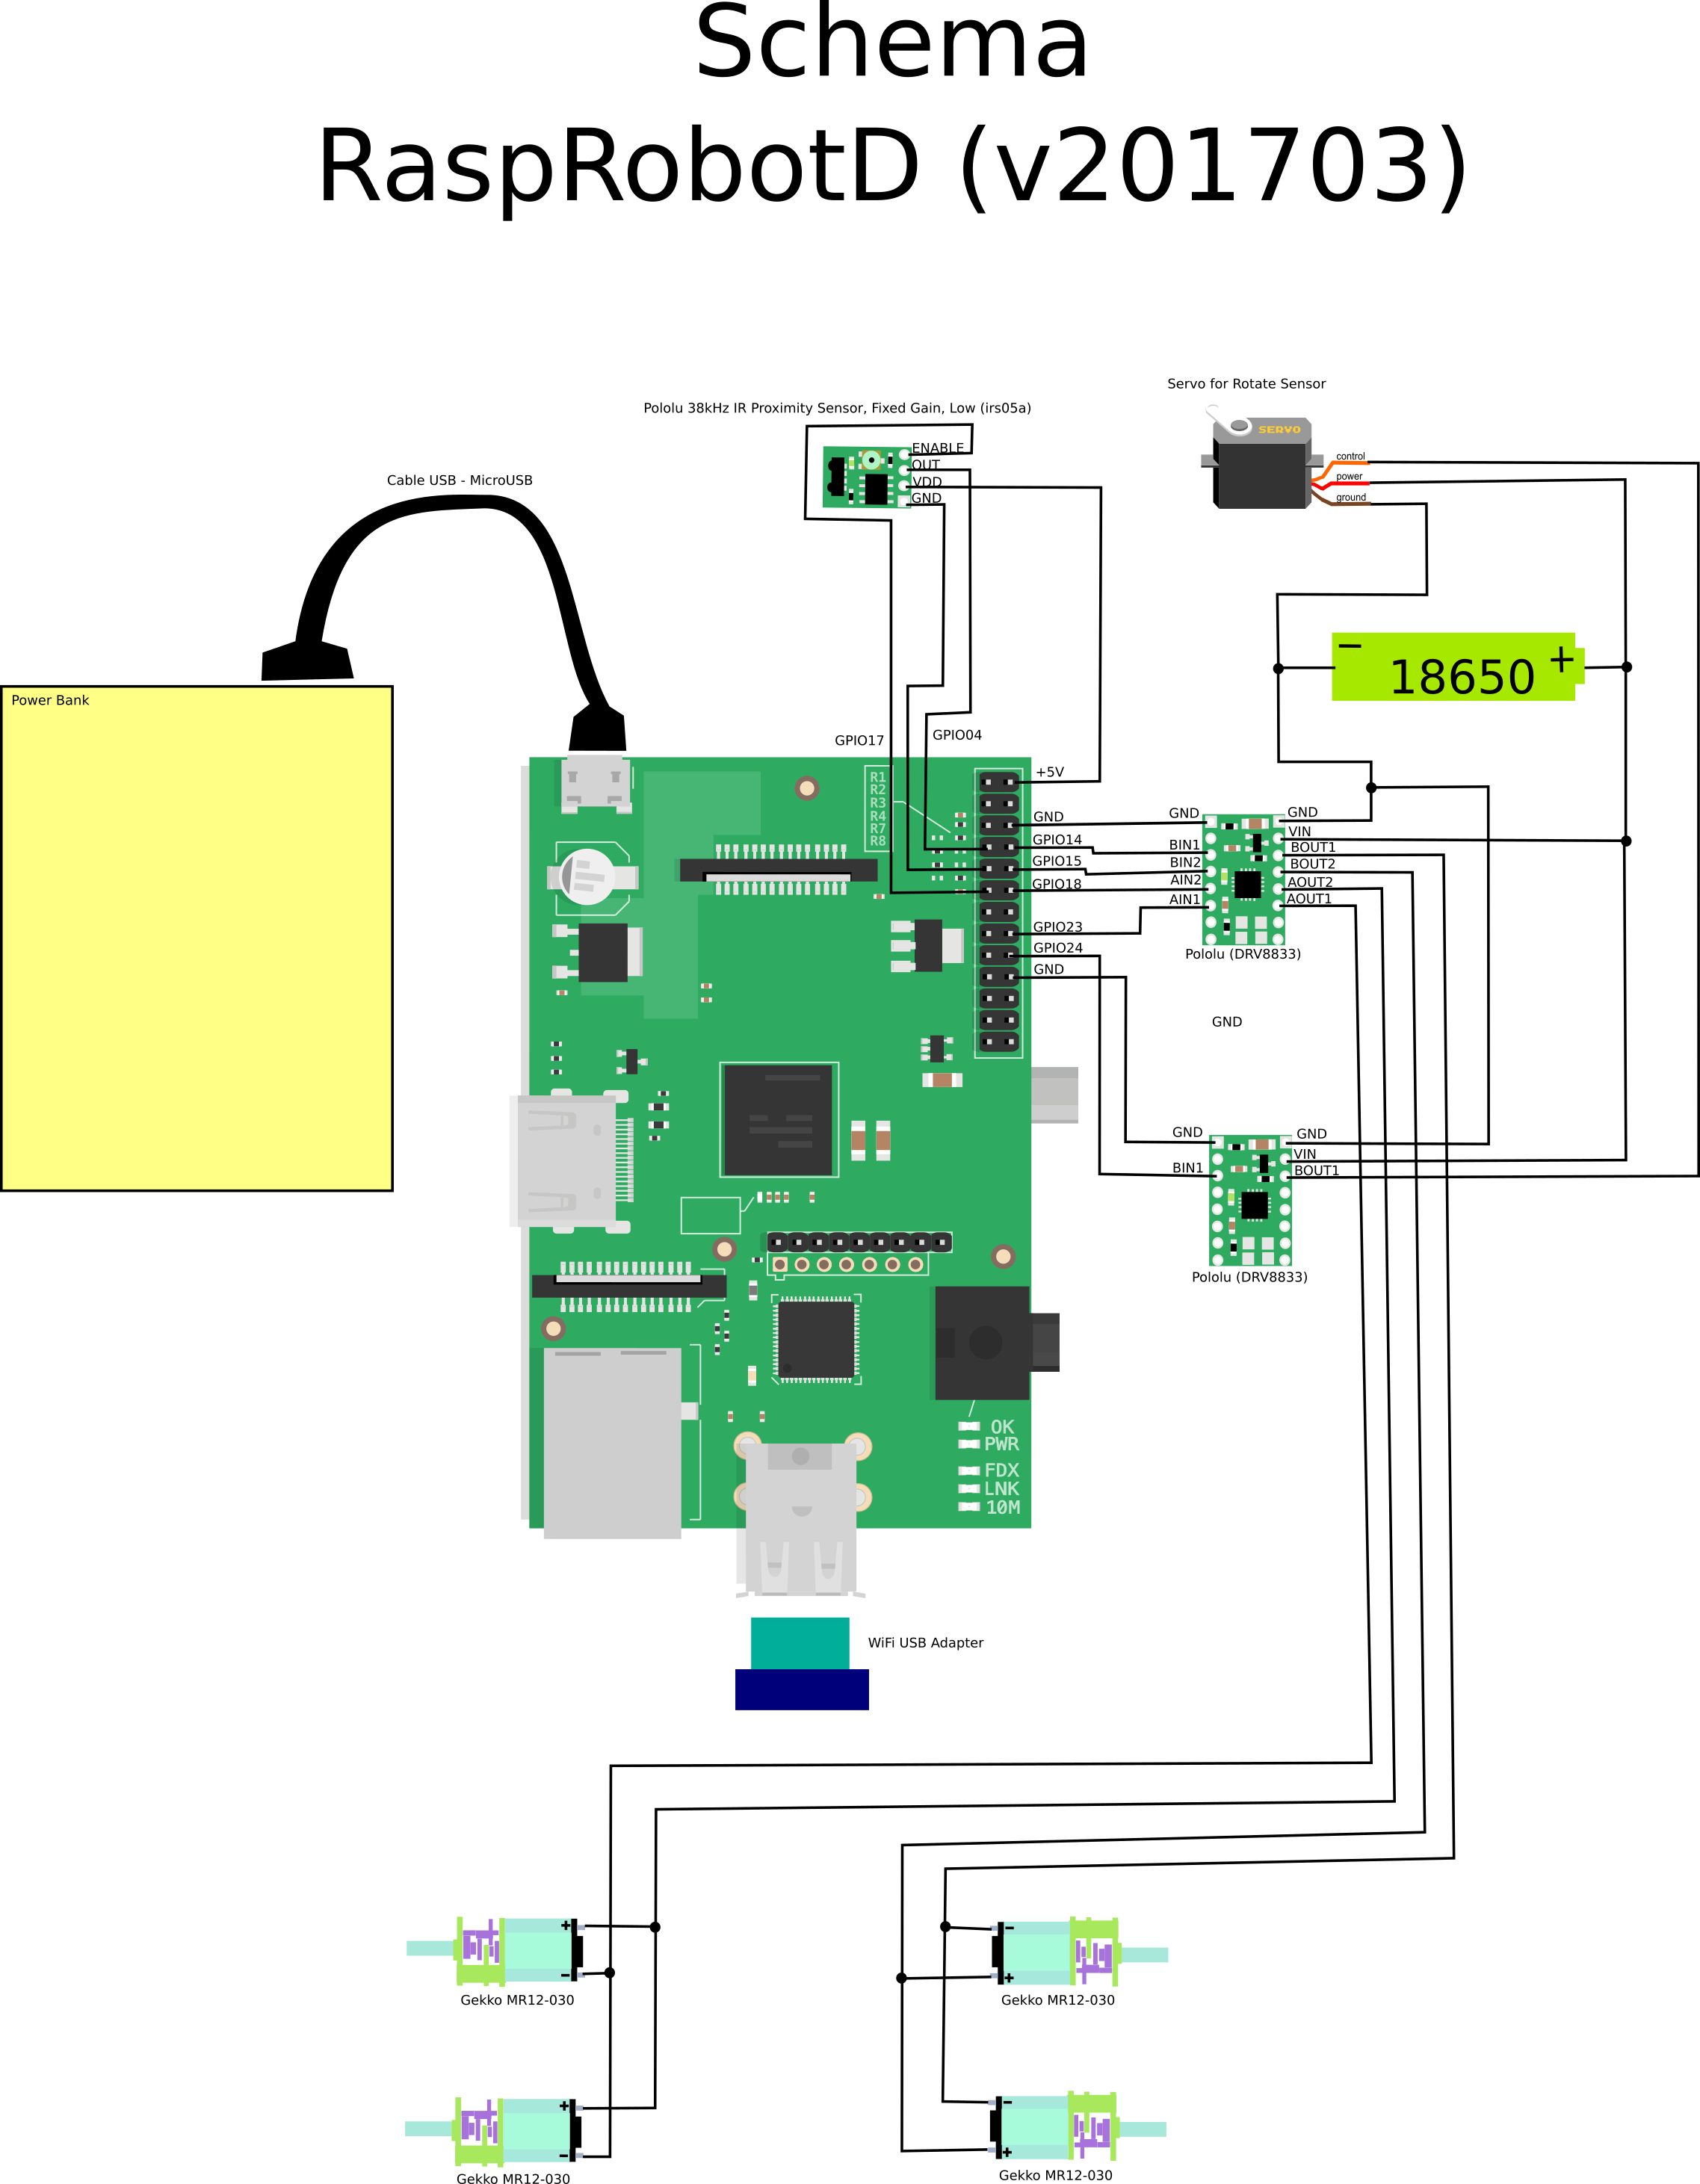 Schema
RaspRobotD (v201703)
Servo for Rotate Sensor
Pololu 38kHz IR Proximity Sensor, Fixed Gain, Low (irs05a)
SERVO
ENABLE
OUT
VDD
GND
control
power
ground
Cable USB - MicroUSB
Power Bank
− 18650 +
GPIO17
GPIO04
R1
R2
R3
R4
R7
R8
+5V
GND
GPIO14
GPIO15
GPIO18
GPIO23
GPIO24
GND
GND
BIN1
BIN2
AIN2
AIN1
GND
VIN
BOUT1
BOUT2
AOUT2
AOUT1
Pololu (DRV8833)
GND
GND
BIN1
GND
VIN
BOUT1
Pololu (DRV8833)
OK
PWR
FDX
LNK
10M
WiFi USB Adapter
+
−
Gekko MR12-030
−
+
Gekko MR12-030
+
−
Gekko MR12-030
−
+
Gekko MR12-030